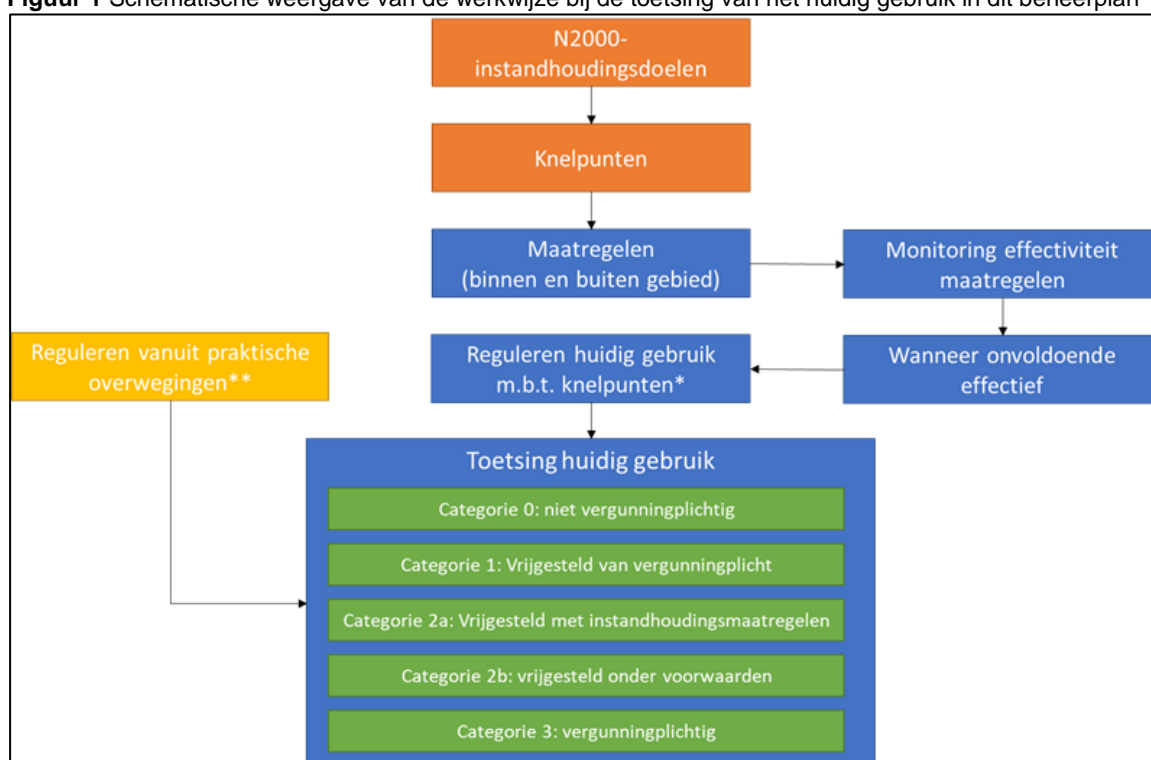 Figuur 1 Schematische weergave van de werkwijze bij de toetsing van het huidig gebruik in dit beheerplan
N2000-
instandhoudingsdoelen
Knelpunten
Maatregelen
(binnen en buiten gebied)
Monitoring effectiviteit
maatregelen
Wanneer onvoldoende
effectief
Reguleren huidig gebruik
m.b.t. knelpunten*
Reguleren vanuit praktische
overwegingen**
Toetsing huidig gebruik
Categorie 0: niet vergunningplichtig
Categorie 1: Vrijgesteld van vergunningplicht
Categorie 2a: Vrijgesteld met instandhoudingsmaatregelen
Categorie 2b: vrijgesteld onder voorwaarden
Categorie 3: vergunningplichtig